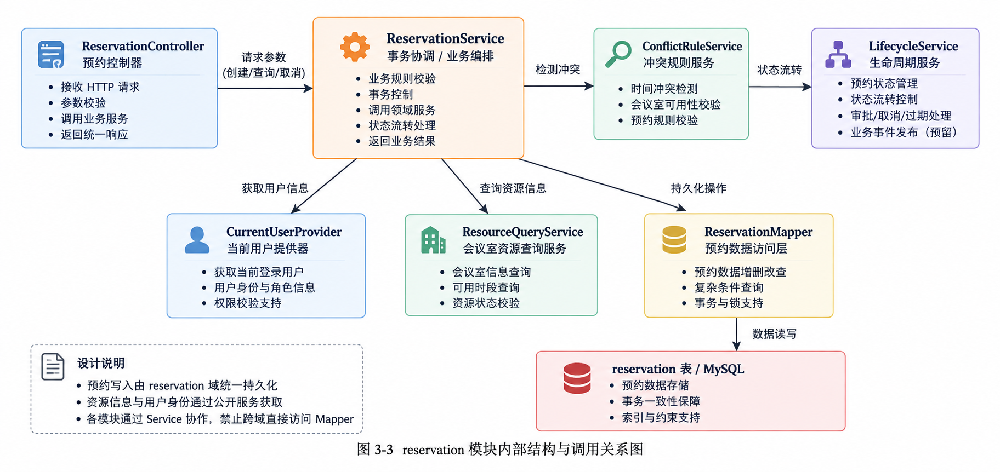 ReservationController
预约控制器
• 接收 HTTP 请求
• 参数校验
• 调用业务服务
• 返回统一响应
请求参数
(创建/查询/取消)
ReservationService
事务协调 / 业务编排
• 业务规则校验
• 事务控制
• 调用领域服务
• 状态流转处理
• 返回业务结果
检测冲突
ConflictRuleService
冲突规则服务
• 时间冲突检测
• 会议室可用性校验
• 预约规则校验
状态流转
LifecycleService
生命周期服务
• 预约状态管理
• 状态流转控制
• 审批/取消/过期处理
• 业务事件发布（预留）
获取用户信息
查询资源信息
持久化操作
CurrentUserProvider
当前用户提供器
• 获取当前登录用户
• 用户身份与角色信息
• 权限校验支持
ResourceQueryService
会议室资源查询服务
• 会议室信息查询
• 可用时段查询
• 资源状态校验
ReservationMapper
预约数据访问层
• 预约数据增删改查
• 复杂条件查询
• 事务与锁支持
数据读写
设计说明
• 预约写入由 reservation 域统一持久化
• 资源信息与用户身份通过公开服务获取
• 各模块通过 Service 协作，禁止跨域直接访问 Mapper
reservation 表 / MySQL
• 预约数据存储
• 事务一致性保障
• 索引与约束支持
图 3-3 reservation 模块内部结构与调用关系图